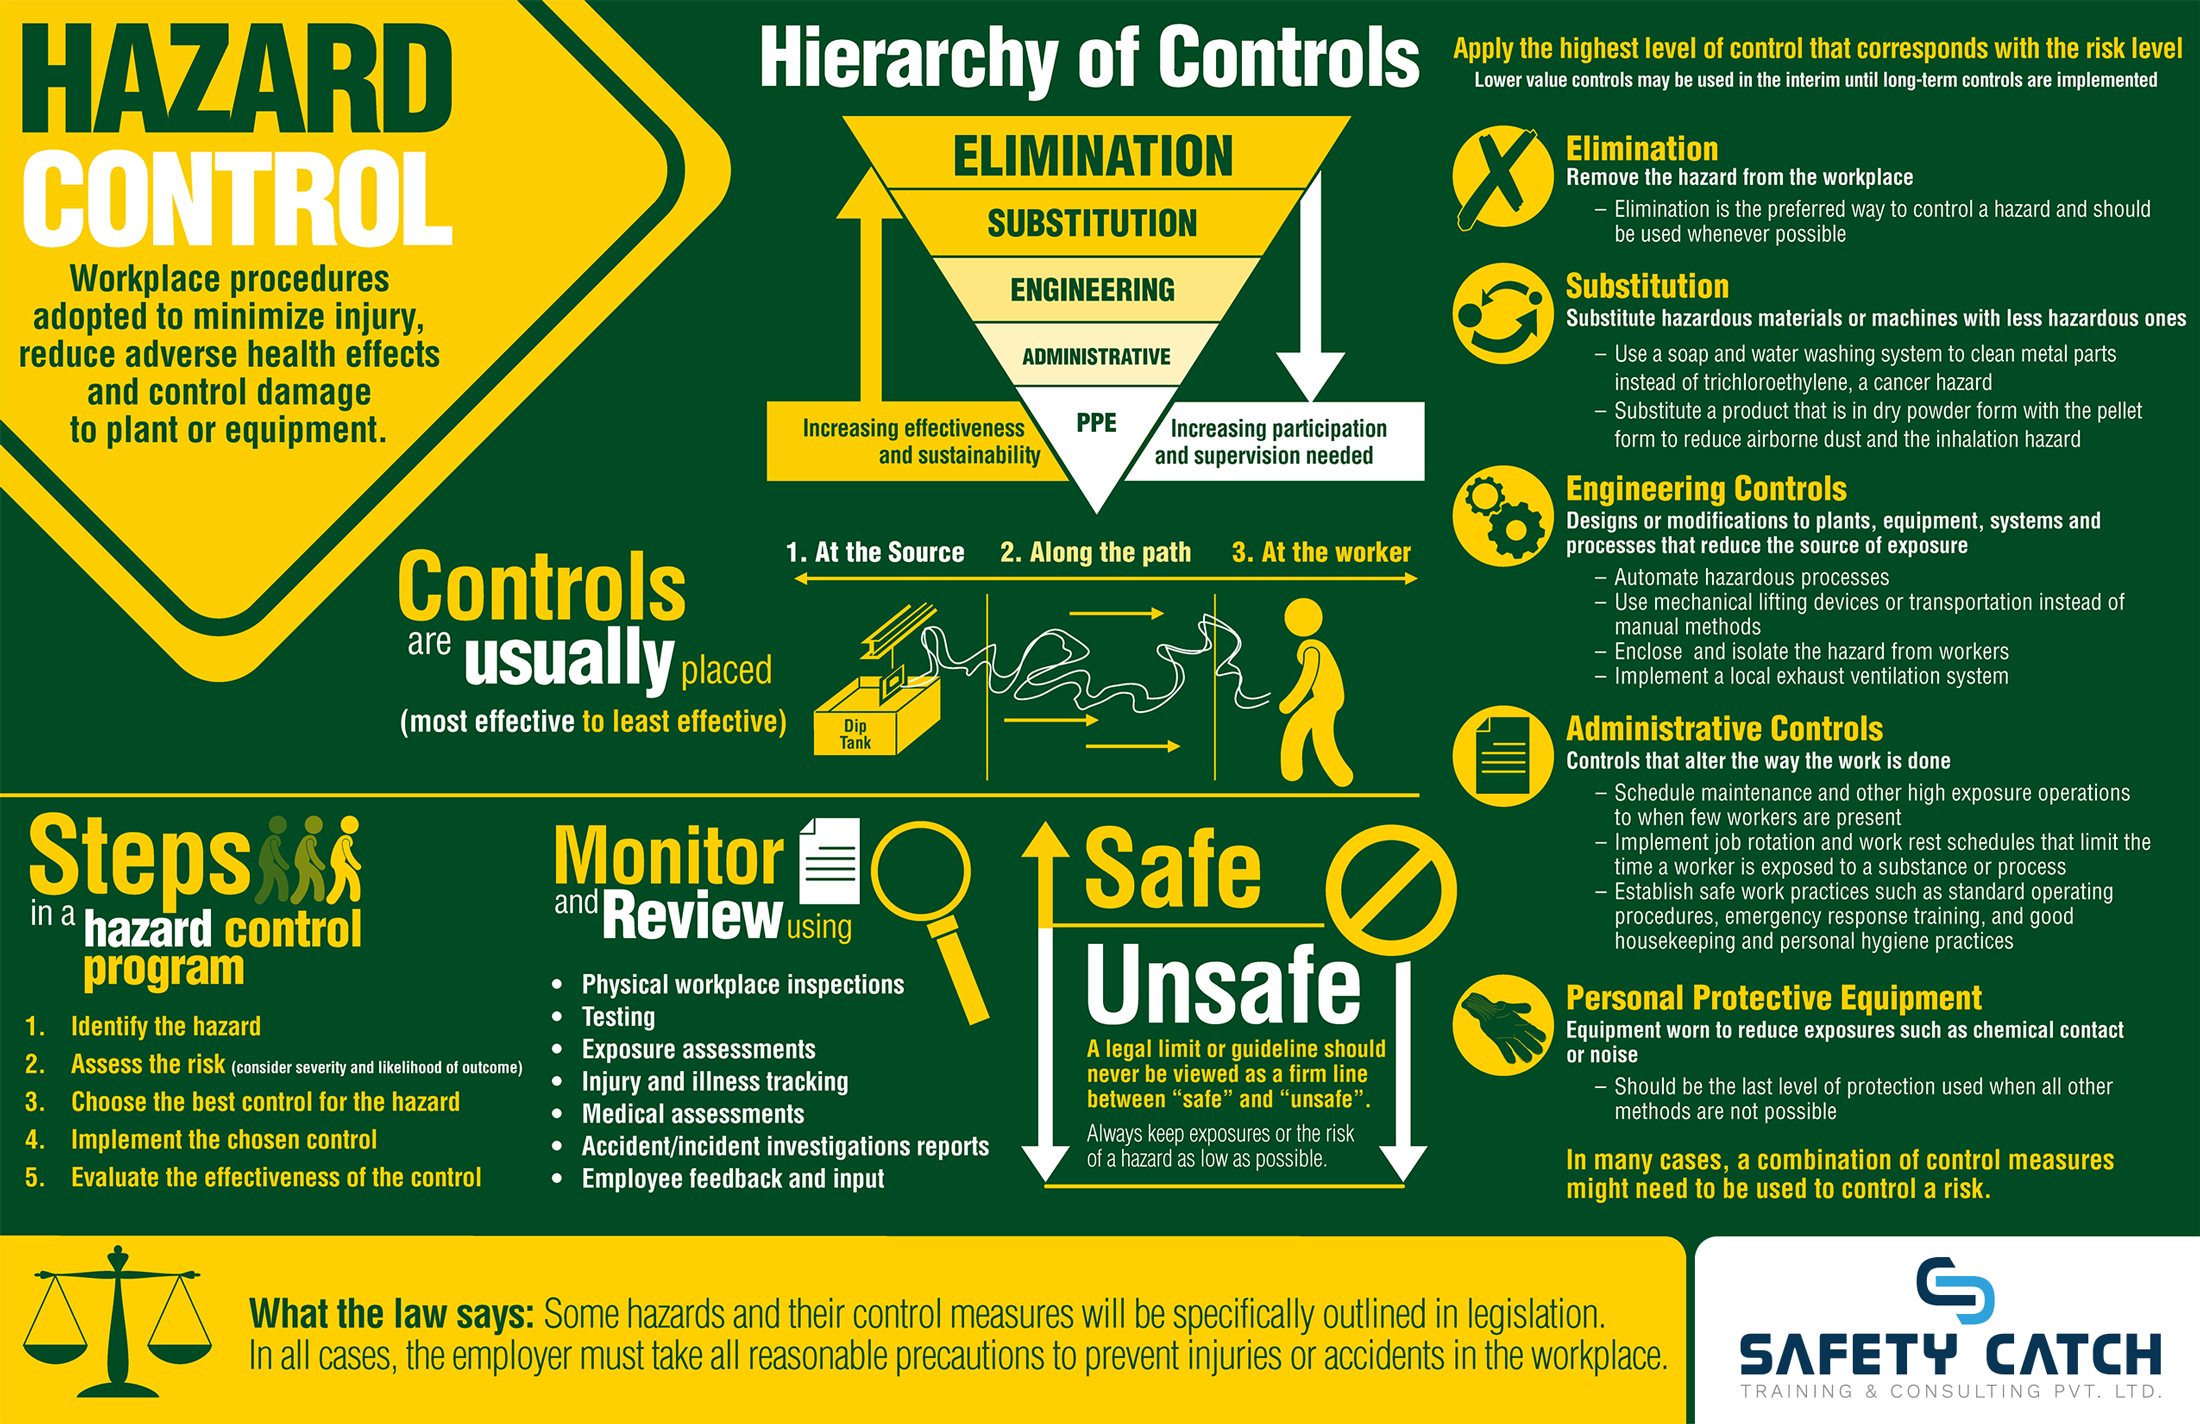 HAZARD
CONTROL
Workplace procedures
adopted to minimize injury,
reduce adverse health effects
and control damage
to plant or equipment.
Hierarchy of Controls
ELIMINATION
SUBSTITUTION
ENGINEERING
ADMINISTRATIVE
PPE
Increasing effectiveness
and sustainability
Increasing participation
and supervision needed
Controls
are usually placed
(most effective to least effective)
1. At the Source
2. Along the path
3. At the worker
Dip
Tank
Steps
in a hazard control
program
1. Identify the hazard
2. Assess the risk (consider severity and likelihood of outcome)
3. Choose the best control for the hazard
4. Implement the chosen control
5. Evaluate the effectiveness of the control
Monitor
and Review using
• Physical workplace inspections
• Testing
• Exposure assessments
• Injury and illness tracking
• Medical assessments
• Accident/incident investigations reports
• Employee feedback and input
Safe
Unsafe
A legal limit or guideline should
never be viewed as a firm line
between “safe” and “unsafe”.
Always keep exposures or the risk
of a hazard as low as possible.
Apply the highest level of control that corresponds with the risk level
Lower value controls may be used in the interim until long-term controls are implemented
Elimination
Remove the hazard from the workplace
– Elimination is the preferred way to control a hazard and should
be used whenever possible
Substitution
Substitute hazardous materials or machines with less hazardous ones
– Use a soap and water washing system to clean metal parts
instead of trichloroethylene, a cancer hazard
– Substitute a product that is in dry powder form with the pellet
form to reduce airborne dust and the inhalation hazard
Engineering Controls
Designs or modifications to plants, equipment, systems and
processes that reduce the source of exposure
– Automate hazardous processes
– Use mechanical lifting devices or transportation instead of
manual methods
– Enclose and isolate the hazard from workers
– Implement a local exhaust ventilation system
Administrative Controls
Controls that alter the way the work is done
– Schedule maintenance and other high exposure operations
to when few workers are present
– Implement job rotation and work rest schedules that limit the
time a worker is exposed to a substance or process
– Establish safe work practices such as standard operating
procedures, emergency response training, and good
housekeeping and personal hygiene practices
Personal Protective Equipment
Equipment worn to reduce exposures such as chemical contact
or noise
– Should be the last level of protection used when all other
methods are not possible
In many cases, a combination of control measures
might need to be used to control a risk.
What the law says: Some hazards and their control measures will be specifically outlined in legislation.
In all cases, the employer must take all reasonable precautions to prevent injuries or accidents in the workplace.
SAFETY CATCH
TRAINING & CONSULTING PVT. LTD.